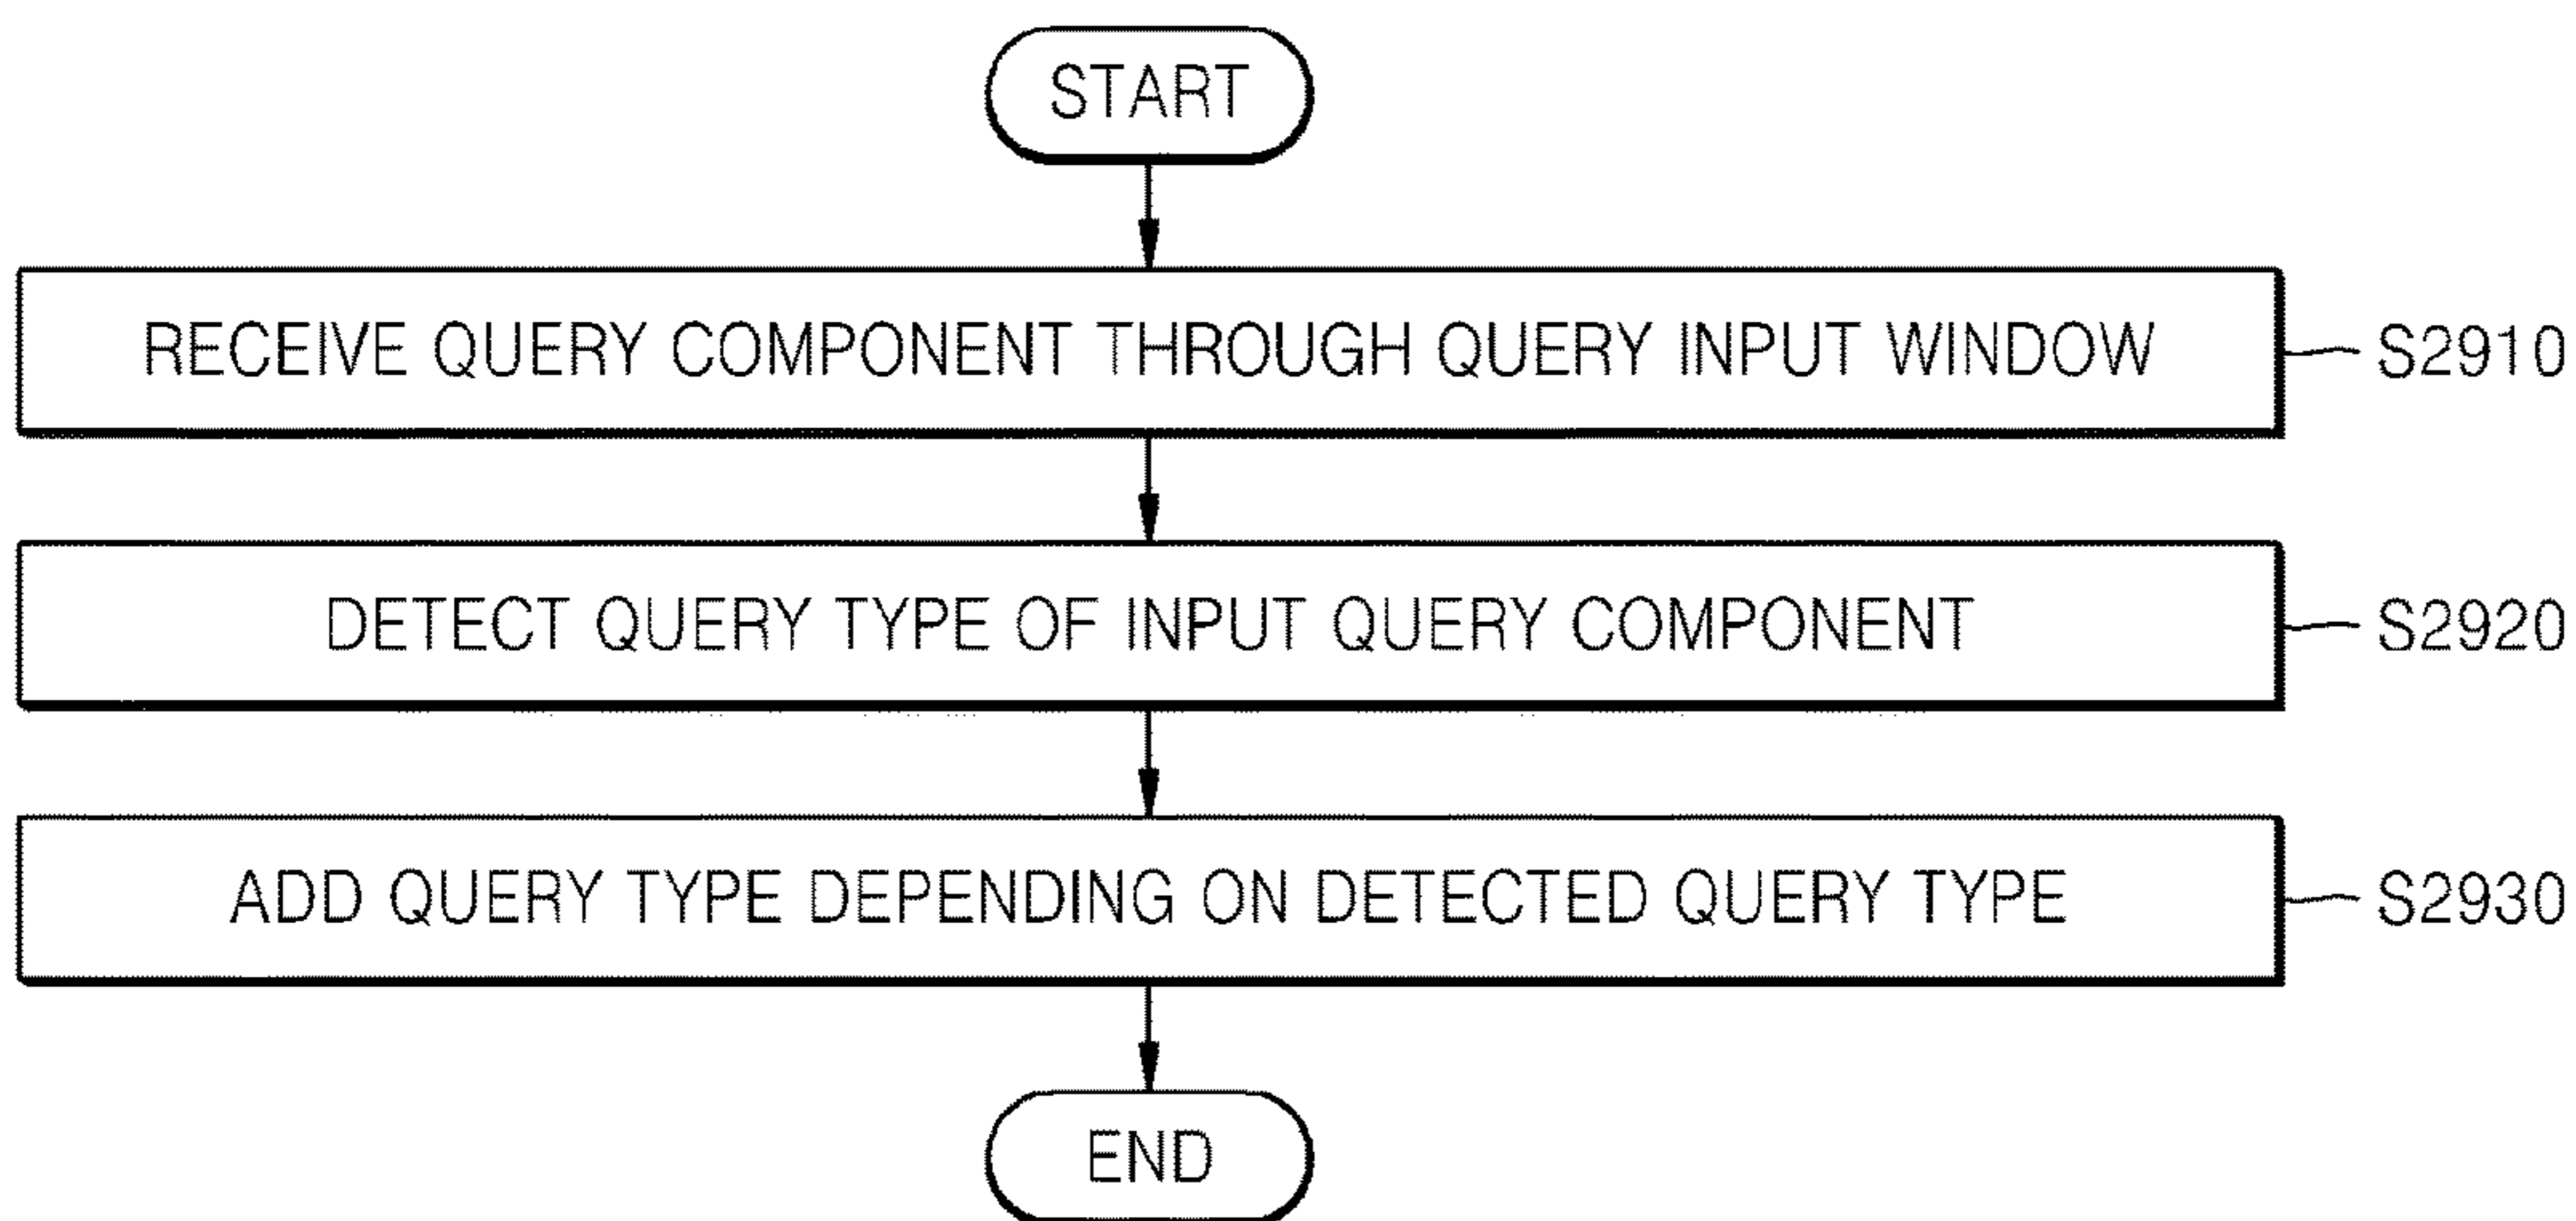 START
RECEIVE QUERY COMPONENT THROUGH QUERY INPUT WINDOW
S2910
DETECT QUERY TYPE OF INPUT QUERY COMPONENT
S2920
ADD QUERY TYPE DEPENDING ON DETECTED QUERY TYPE
S2930
END